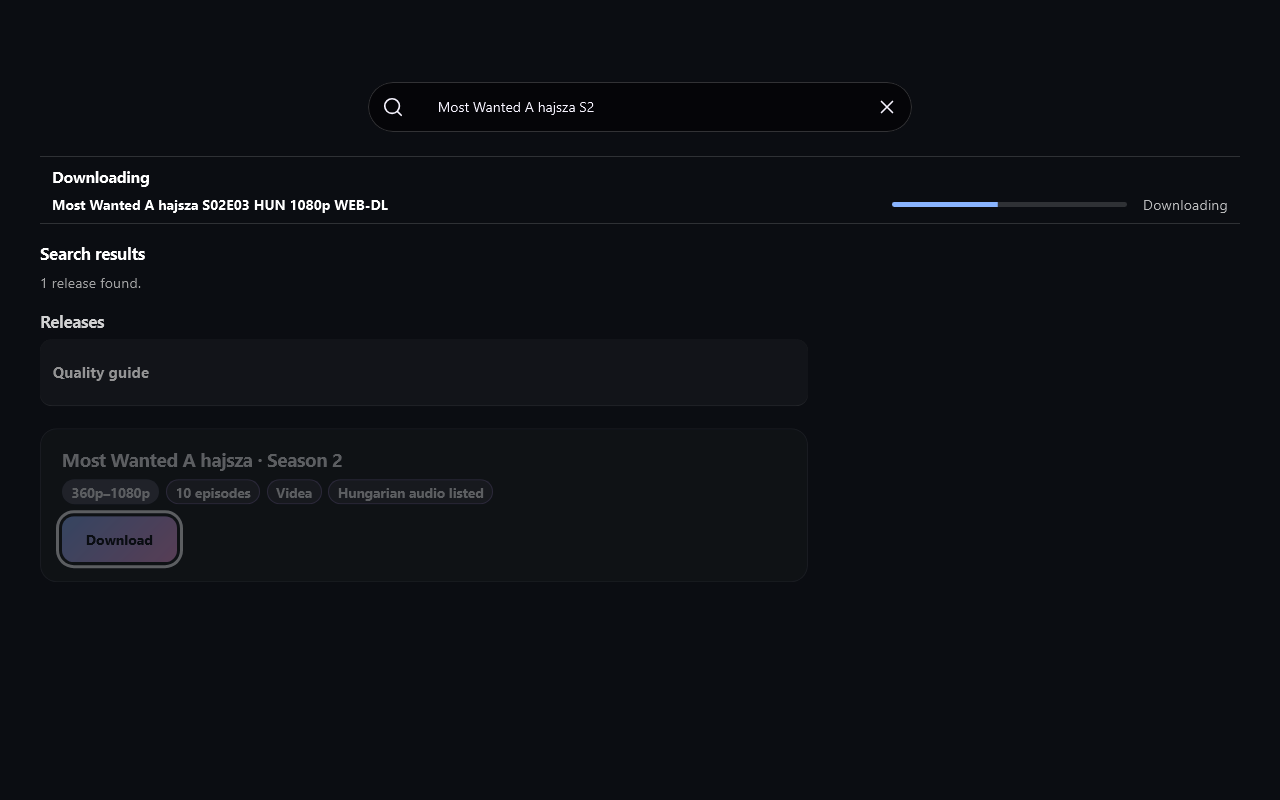 Most Wanted A hajsza S2
Downloading
Most Wanted A hajsza S02E03 HUN 1080p WEB-DL Downloading
Search results
1 release found.
Releases
Quality guide
Most Wanted A hajsza · Season 2
360p–1080p 10 episodes Videa Hungarian audio listed
Download